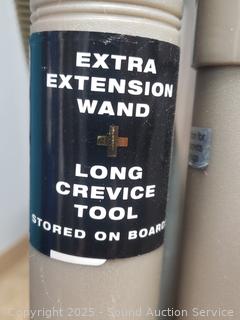 EXTRA
EXTENSION
WAND
+
LONG
CREVICE
TOOL
STORED ON BOARD
Copyright © 2025 - Sound Auction Service